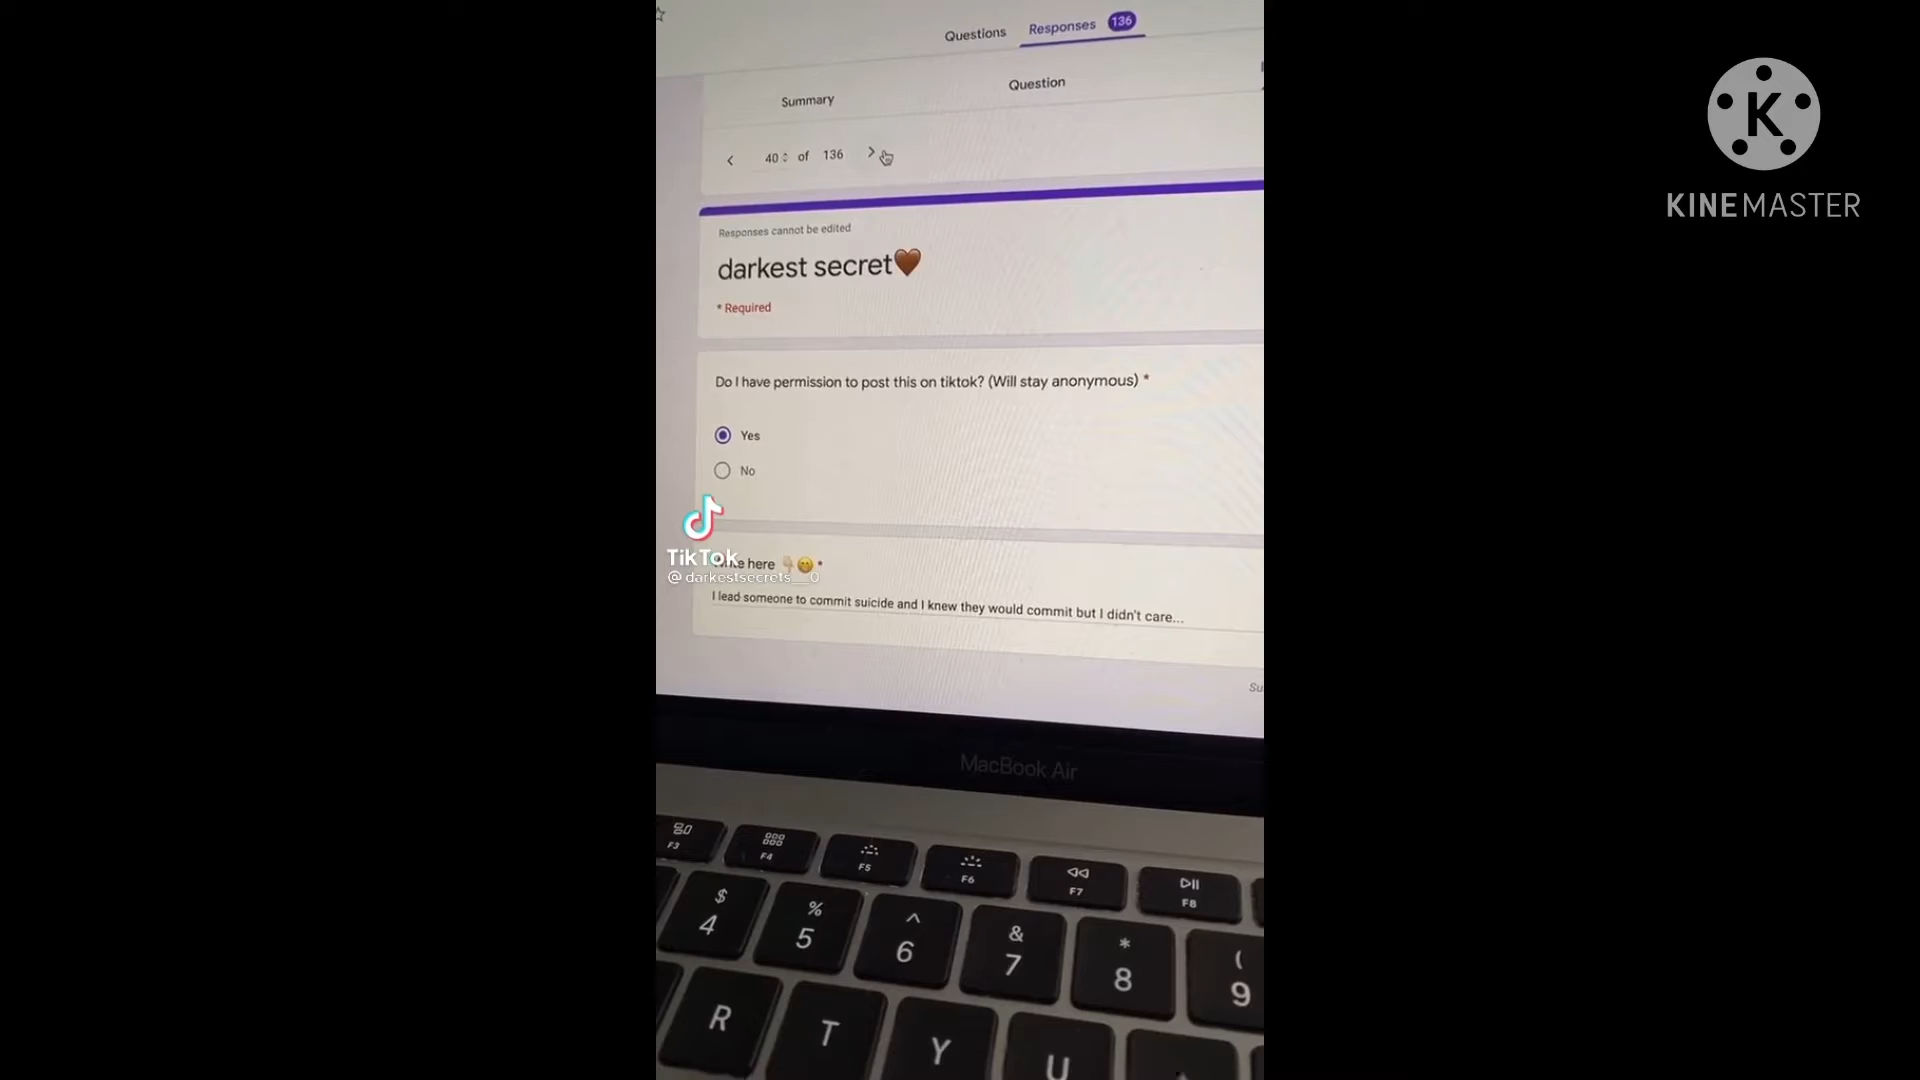 Questions Responses 136
Summary Question
40 of 136
Responses cannot be edited
darkest secret🤎
* Required
Do I have permission to post this on tiktok? (Will stay anonymous) *
Yes
No
TikTok
here 👇🏼🤭 *
@darkestsecrets__0
I lead someone to commit suicide and I knew they would commit but I didn't care...
Su
MacBook Air
F3 F4 F5 F6 F7 F8
$ % ^ & * (
4 5 6 7 8 9
R T Y U
K
KINEMASTER